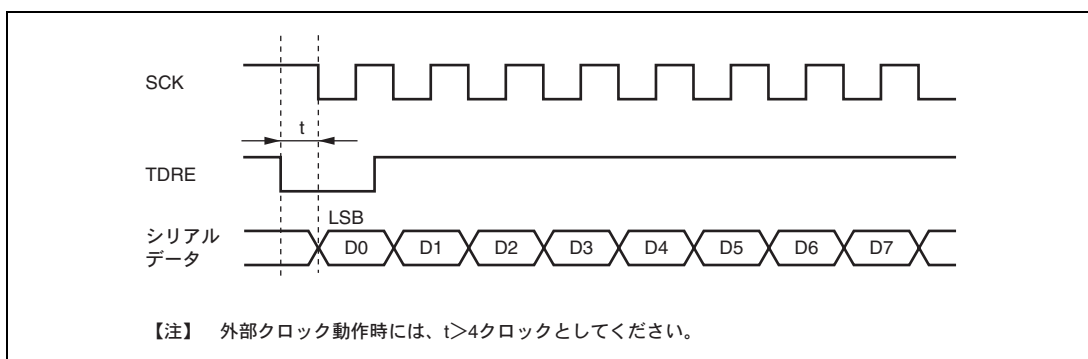 SCK
t
TDRE
LSB
シリアル
データ
D0 D1 D2 D3 D4 D5 D6 D7
【注】 外部クロック動作時には、t＞4クロックとしてください。